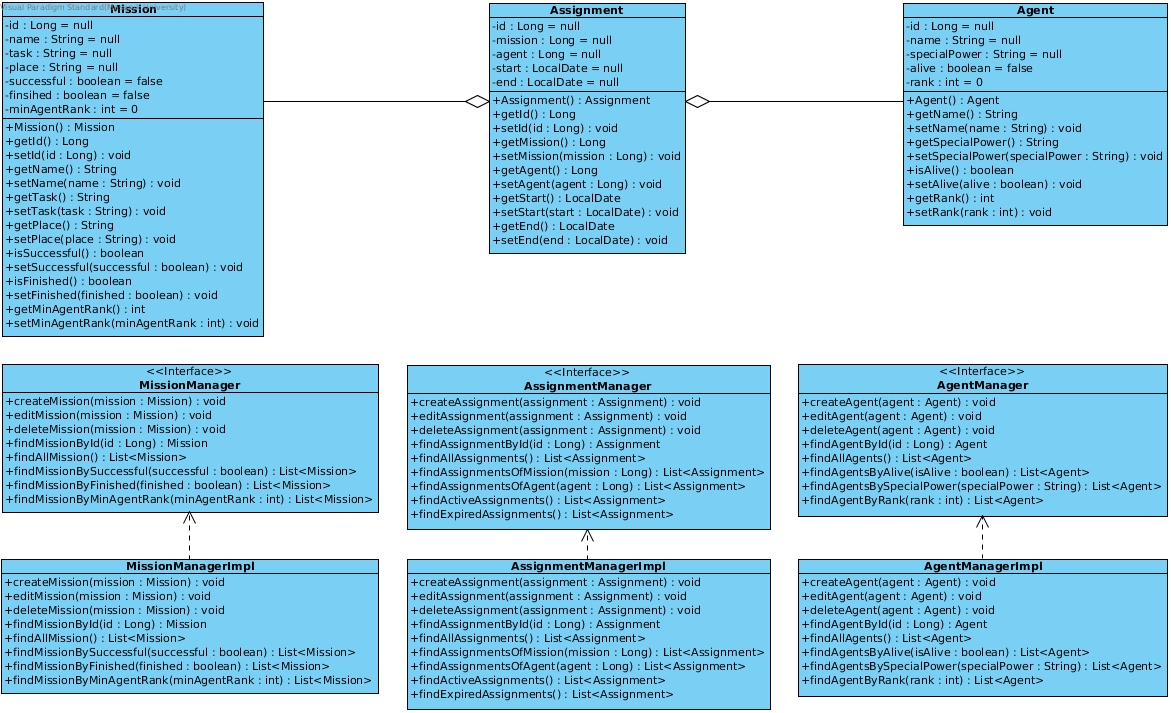 Visual Paradigm Standard(M University)
Mission
-id : Long = null
-name : String = null
-task : String = null
-place : String = null
-successful : boolean = false
-finsihed : boolean = false
-minAgentRank : int = 0
+Mission() : Mission
+getId() : Long
+setId(id : Long) : void
+getName() : String
+setName(name : String) : void
+getTask() : String
+setTask(task : String) : void
+getPlace() : String
+setPlace(place : String) : void
+isSuccessful() : boolean
+setSuccessful(successful : boolean) : void
+isFinished() : boolean
+setFinished(finished : boolean) : void
+getMinAgentRank() : int
+setMinAgentRank(minAgentRank : int) : void
Assignment
-id : Long = null
-mission : Long = null
-agent : Long = null
-start : LocalDate = null
-end : LocalDate = null
+Assignment() : Assignment
+getId() : Long
+setId(id : Long) : void
+getMission() : Long
+setMission(mission : Long) : void
+getAgent() : Long
+setAgent(agent : Long) : void
+getStart() : LocalDate
+setStart(start : LocalDate) : void
+getEnd() : LocalDate
+setEnd(end : LocalDate) : void
Agent
-id : Long = null
-name : String = null
-specialPower : String = null
-alive : boolean = false
-rank : int = 0
+Agent() : Agent
+getName() : String
+setName(name : String) : void
+getSpecialPower() : String
+setSpecialPower(specialPower : String) : void
+isAlive() : boolean
+setAlive(alive : boolean) : void
+getRank() : int
+setRank(rank : int) : void
<<Interface>>
MissionManager
+createMission(mission : Mission) : void
+editMission(mission : Mission) : void
+deleteMission(mission : Mission) : void
+findMissionById(id : Long) : Mission
+findAllMission() : List<Mission>
+findMissionBySuccessful(successful : boolean) : List<Mission>
+findMissionByFinished(finished : boolean) : List<Mission>
+findMissionByMinAgentRank(minAgentRank : int) : List<Mission>
<<Interface>>
AssignmentManager
+createAssignment(assignment : Assignment) : void
+editAssignment(assignment : Assignment) : void
+deleteAssignment(assignment : Assignment) : void
+findAssignmentById(id : Long) : Assignment
+findAllAssignments() : List<Assignment>
+findAssignmentsOfMission(mission : Long) : List<Assignment>
+findAssignmentsOfAgent(agent : Long) : List<Assignment>
+findActiveAssignments() : List<Assignment>
+findExpiredAssignments() : List<Assignment>
<<Interface>>
AgentManager
+createAgent(agent : Agent) : void
+editAgent(agent : Agent) : void
+deleteAgent(agent : Agent) : void
+findAgentById(id : Long) : Agent
+findAllAgents() : List<Agent>
+findAgentsByAlive(isAlive : boolean) : List<Agent>
+findAgentsBySpecialPower(specialPower : String) : List<Agent>
+findAgentByRank(rank : int) : List<Agent>
MissionManagerImpl
+createMission(mission : Mission) : void
+editMission(mission : Mission) : void
+deleteMission(mission : Mission) : void
+findMissionById(id : Long) : Mission
+findAllMission() : List<Mission>
+findMissionBySuccessful(successful : boolean) : List<Mission>
+findMissionByFinished(finished : boolean) : List<Mission>
+findMissionByMinAgentRank(minAgentRank : int) : List<Mission>
AssignmentManagerImpl
+createAssignment(assignment : Assignment) : void
+editAssignment(assignment : Assignment) : void
+deleteAssignment(assignment : Assignment) : void
+findAssignmentById(id : Long) : Assignment
+findAllAssignments() : List<Assignment>
+findAssignmentsOfMission(mission : Long) : List<Assignment>
+findAssignmentsOfAgent(agent : Long) : List<Assignment>
+findActiveAssignments() : List<Assignment>
+findExpiredAssignments() : List<Assignment>
AgentManagerImpl
+createAgent(agent : Agent) : void
+editAgent(agent : Agent) : void
+deleteAgent(agent : Agent) : void
+findAgentById(id : Long) : Agent
+findAllAgents() : List<Agent>
+findAgentsByAlive(isAlive : boolean) : List<Agent>
+findAgentsBySpecialPower(specialPower : String) : List<Agent>
+findAgentByRank(rank : int) : List<Agent>